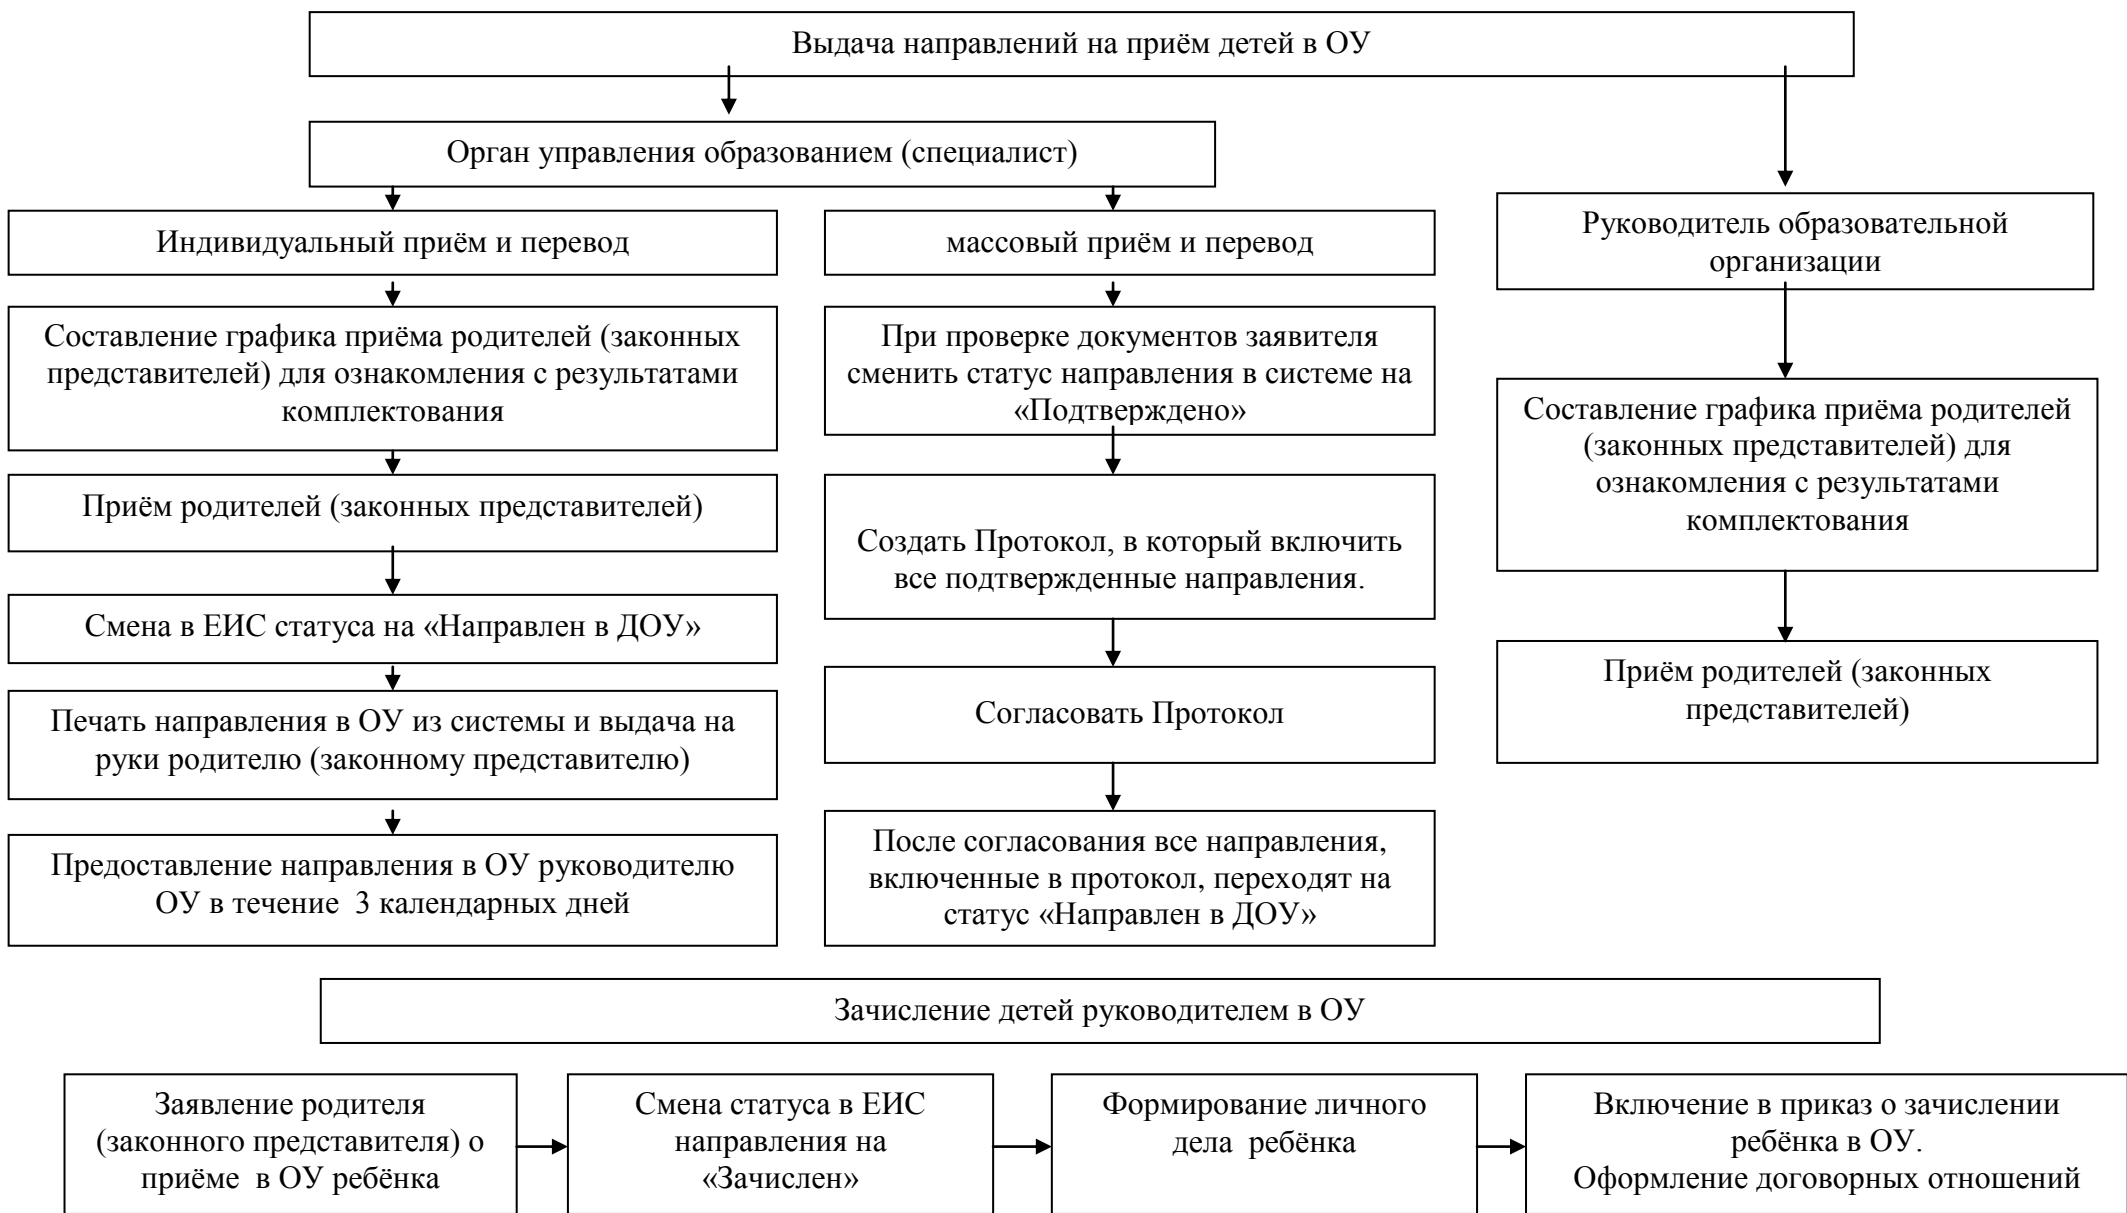 Выдача направлений на приём детей в ОУ
Орган управления образованием (специалист)
Индивидуальный приём и перевод
Составление графика приёма родителей (законных
представителей) для ознакомления с результатами
комплектования
Приём родителей (законных представителей)
Смена в ЕИС статуса на «Направлен в ДОУ»
Печать направления в ОУ из системы и выдача на
руки родителю (законному представителю)
Предоставление направления в ОУ руководителю
ОУ в течение 3 календарных дней
массовый приём и перевод
При проверке документов заявителя
сменить статус направления в системе на
«Подтверждено»
Создать Протокол, в который включить
все подтвержденные направления.
Согласовать Протокол
После согласования все направления,
включенные в протокол, переходят на
статус «Направлен в ДОУ»
Руководитель образовательной
организации
Составление графика приёма родителей
(законных представителей) для
ознакомления с результатами
комплектования
Приём родителей (законных
представителей)
Зачисление детей руководителем в ОУ
Заявление родителя
(законного представителя) о
приёме в ОУ ребёнка
Смена статуса в ЕИС
направления на
«Зачислен»
Формирование личного
дела ребёнка
Включение в приказ о зачислении
ребёнка в ОУ.
Оформление договорных отношений